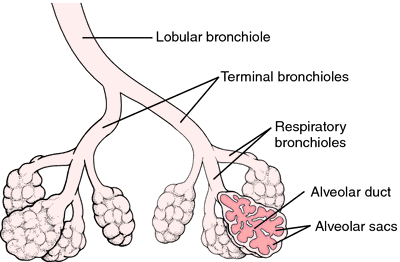 Lobular bronchiole
Terminal bronchioles
Respiratory
bronchioles
Alveolar duct
Alveolar sacs